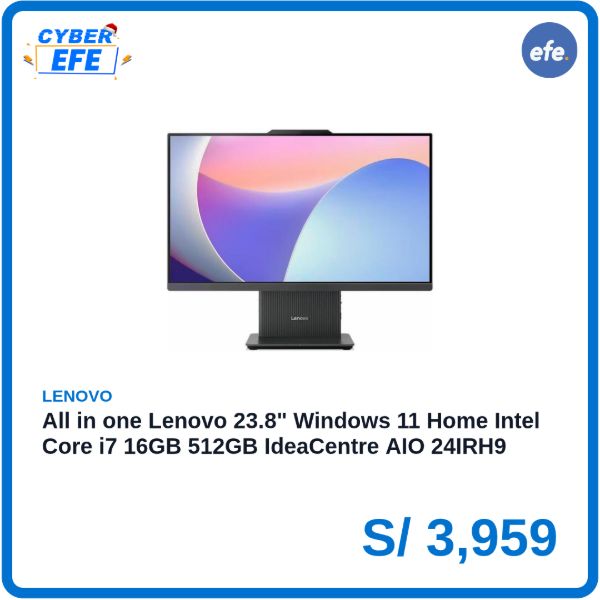 CYBER
EFE
efe.
Lenovo
LENOVO
All in one Lenovo 23.8" Windows 11 Home Intel
Core i7 16GB 512GB IdeaCentre AIO 24IRH9
S/ 3,959